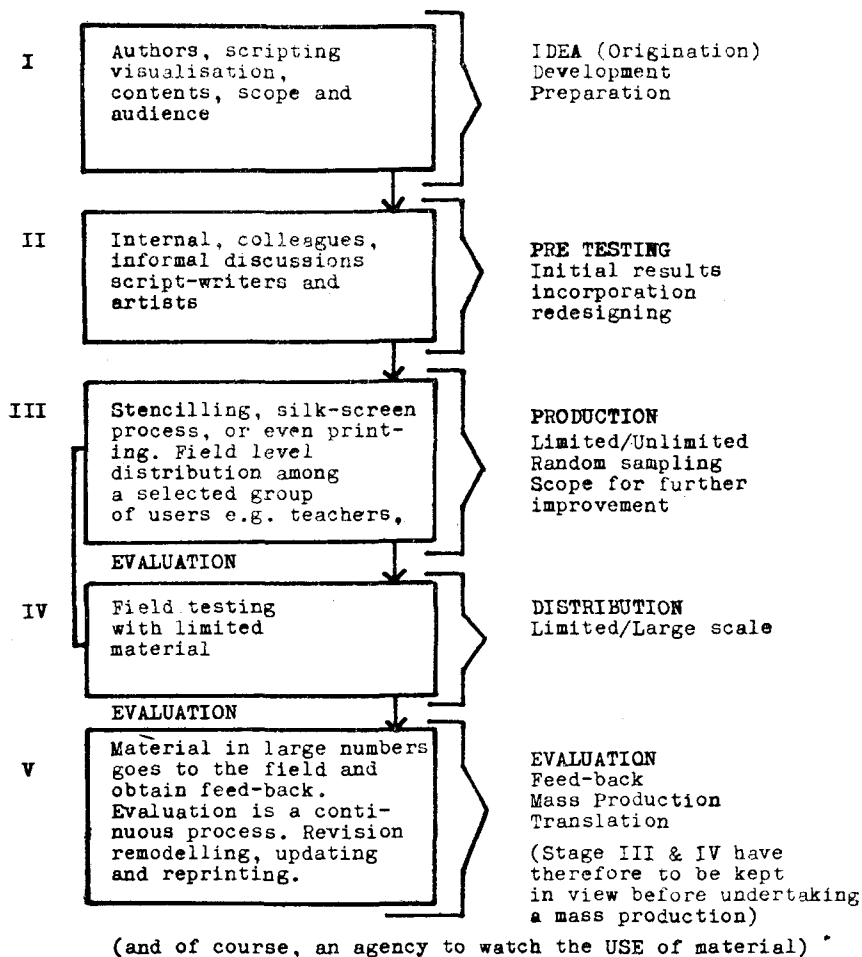 I
Authors, scripting
visualisation,
contents, scope and
audience
IDEA (Origination)
Development
Preparation
II
Internal, colleagues,
informal discussions
script-writers and
artists
PRE TESTING
Initial results
incorporation
redesigning
III
Stencilling, silk-screen
process, or even print-
ing. Field level
distribution among
a selected group
of users e.g. teachers,
PRODUCTION
Limited/Unlimited
Random sampling
Scope for further
improvement
EVALUATION
IV
Field testing
with limited
material
DISTRIBUTION
Limited/Large scale
EVALUATION
V
Material in large numbers
goes to the field and
obtain feed-back.
Evaluation is a conti-
nuous process. Revision
remodelling, updating
and reprinting.
EVALUATION
Feed-back
Mass Production
Translation
(Stage III & IV have
therefore to be kept
in view before undertaking
a mass production)
(and of course, an agency to watch the USE of material)